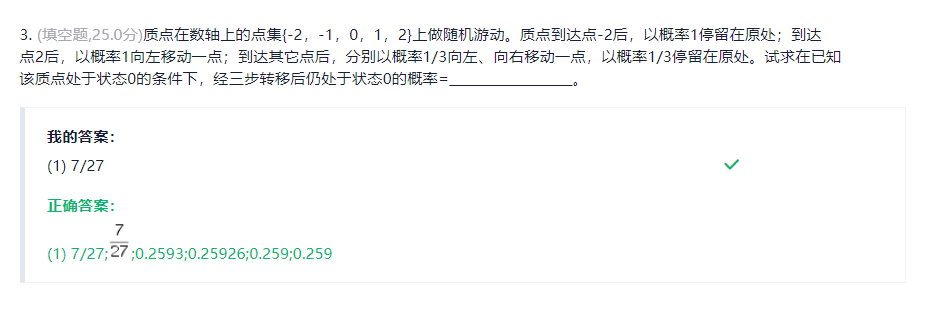 3. (填空题,25.0分)质点在数轴上的点集{-2，-1，0，1，2}上做随机游动。质点到达点-2后，以概率1停留在原处；到达
点2后，以概率1向左移动一点；到达其它点后，分别以概率1/3向左、向右移动一点，以概率1/3停留在原处。试求在已知
该质点处于状态0的条件下，经三步转移后仍处于状态0的概率=__________________。
我的答案：
(1) 7/27
正确答案：
(1) 7/27;7/27;0.2593;0.25926;0.259;0.259